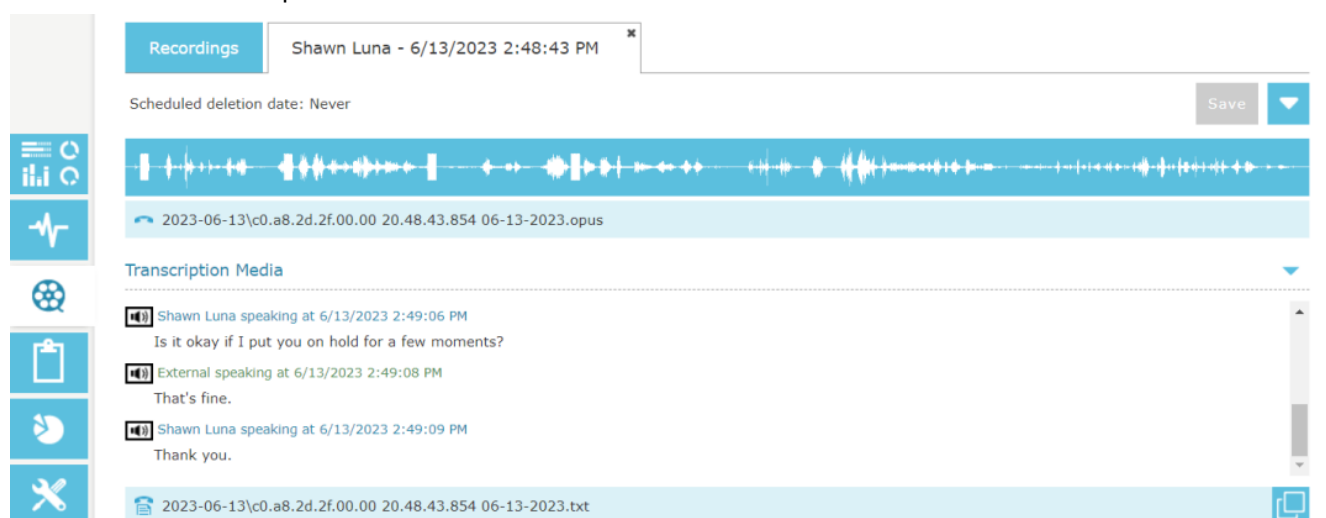 Recordings
Shawn Luna - 6/13/2023 2:48:43 PM
Scheduled deletion date: Never
Save
2023-06-13\c0.a8.2d.2f.00.00 20.48.43.854 06-13-2023.opus
Transcription Media
Shawn Luna speaking at 6/13/2023 2:49:06 PM
Is it okay if I put you on hold for a few moments?
External speaking at 6/13/2023 2:49:08 PM
That's fine.
Shawn Luna speaking at 6/13/2023 2:49:09 PM
Thank you.
2023-06-13\c0.a8.2d.2f.00.00 20.48.43.854 06-13-2023.txt